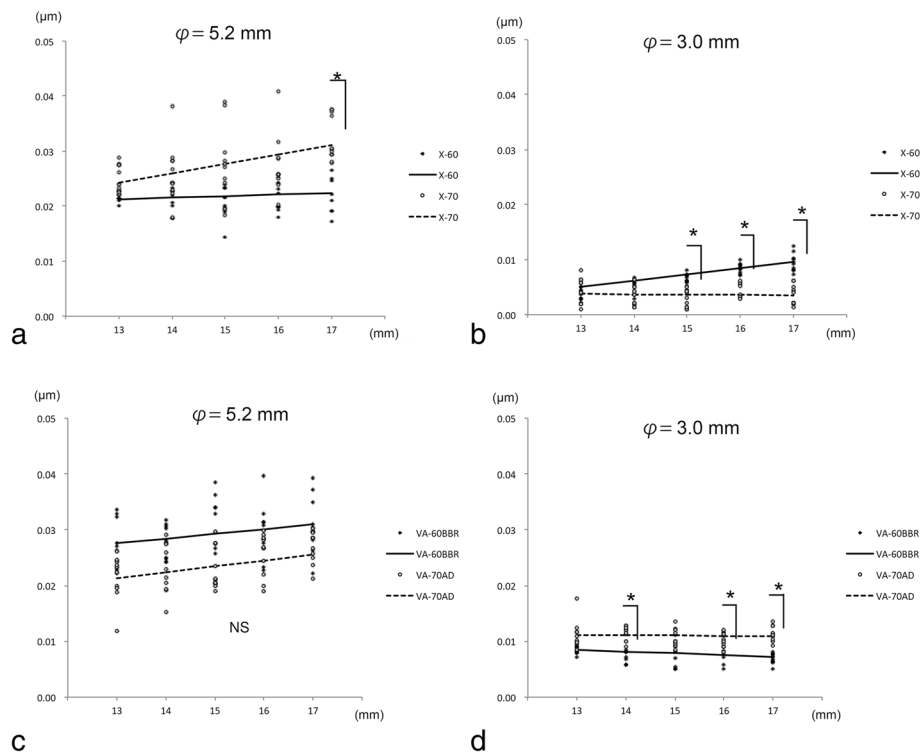 (μm)
φ= 5.2 mm
0.05
0.04
*
0.03
X-60
X-60
0.02
X-70
X-70
0.01
0.00
13 14 15 16 17
(mm)
a
(μm)
φ= 3.0 mm
0.05
0.04
0.03
X-60
X-60
0.02
X-70
X-70
* * *
0.01
0.00
13 14 15 16 17
(mm)
b
(μm)
φ= 5.2 mm
0.05
0.04
0.03
VA-60BBR
VA-60BBR
0.02
VA-70AD
VA-70AD
NS
0.01
0.00
13 14 15 16 17
(mm)
c
(μm)
φ= 3.0 mm
0.05
0.04
0.03
VA-60BBR
VA-60BBR
0.02
VA-70AD
VA-70AD
* * *
0.01
0.00
13 14 15 16 17
(mm)
d